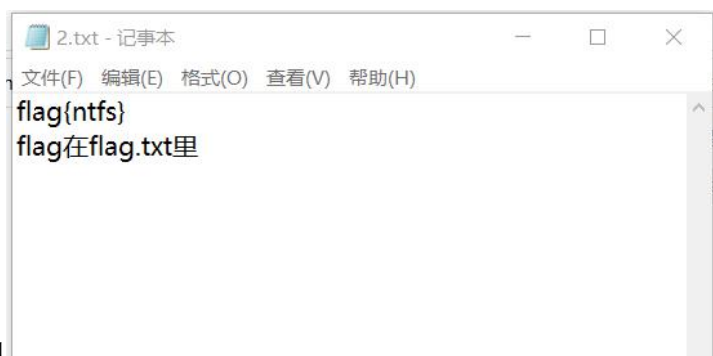 2.txt - 记事本
文件(F) 编辑(E) 格式(O) 查看(V) 帮助(H)
flag{ntfs}
flag在flag.txt里